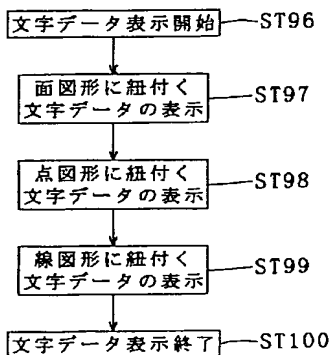 文字データ表示開始 ST96
面図形に紐付く
文字データの表示 ST97
点図形に紐付く
文字データの表示 ST98
線図形に紐付く
文字データの表示 ST99
文字データ表示終了 ST100